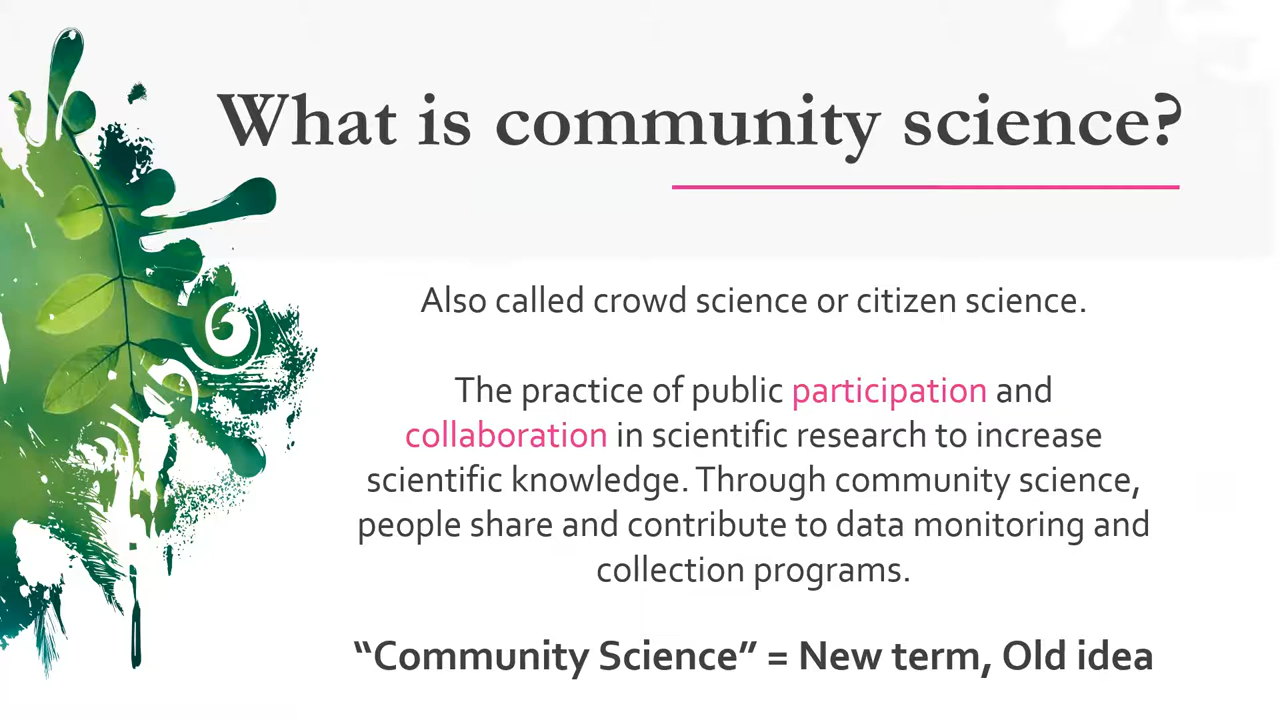 What is community science?
Also called crowd science or citizen science.
The practice of public participation and
collaboration in scientific research to increase
scientific knowledge. Through community science,
people share and contribute to data monitoring and
collection programs.
“Community Science” = New term, Old idea